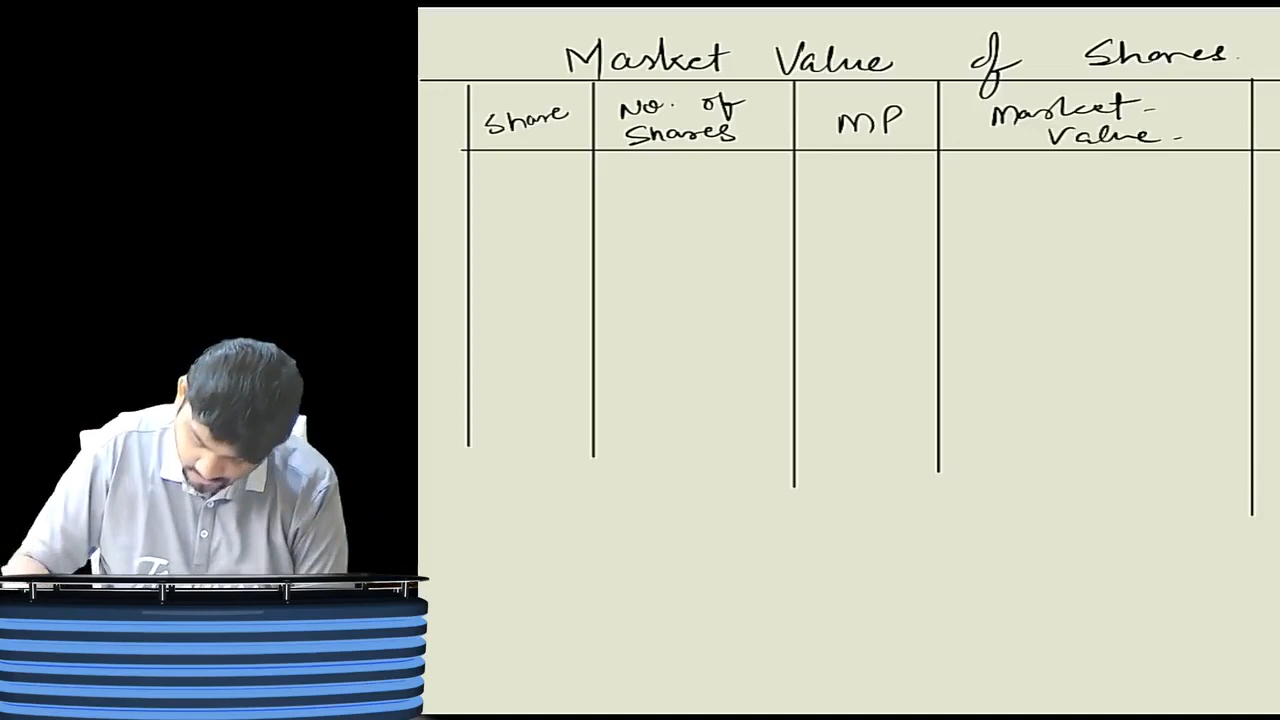 Market Value of Shares.
Share
No. of
Shares
MP
Market-
Value-